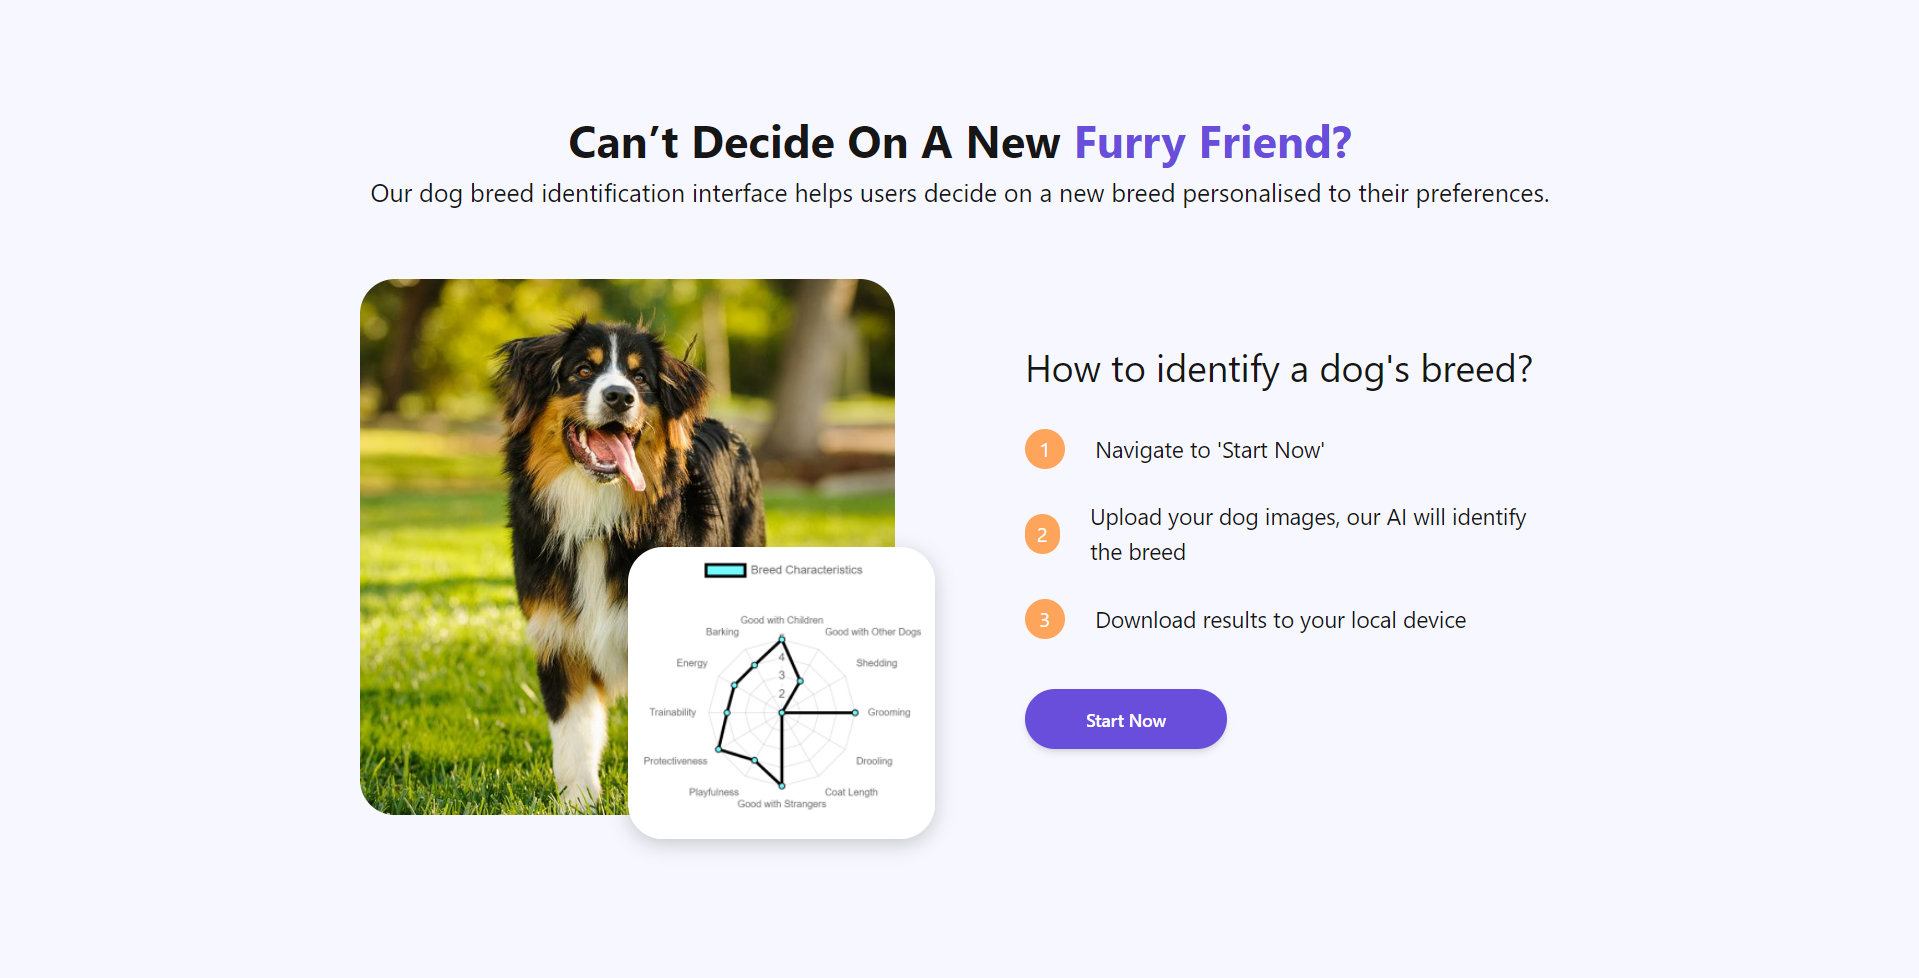 Can’t Decide On A New Furry Friend?
Our dog breed identification interface helps users decide on a new breed personalised to their preferences.
How to identify a dog's breed?
1 Navigate to 'Start Now'
2 Upload your dog images, our AI will identify
the breed
3 Download results to your local device
Start Now
Breed Characteristics
Good with Children
Barking
Good with Other Dogs
Energy
Shedding
5
4
3
2
Trainability
Grooming
Protectiveness
Drooling
Playfulness
Coat Length
Good with Strangers